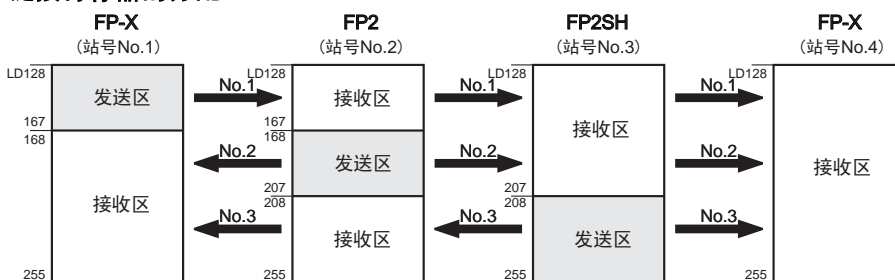 FP-X FP2 FP2SH FP-X
(站号No.1) (站号No.2) (站号No.3) (站号No.4)
LD128 LD128 LD128 LD128
发送区 No.1 接收区 No.1 No.1
167 167 接收区
168 168
No.2 发送区 No.2 No.2 接收区
接收区 207 207
208 208
No.3 接收区 No.3 发送区 No.3
255 255 255 255